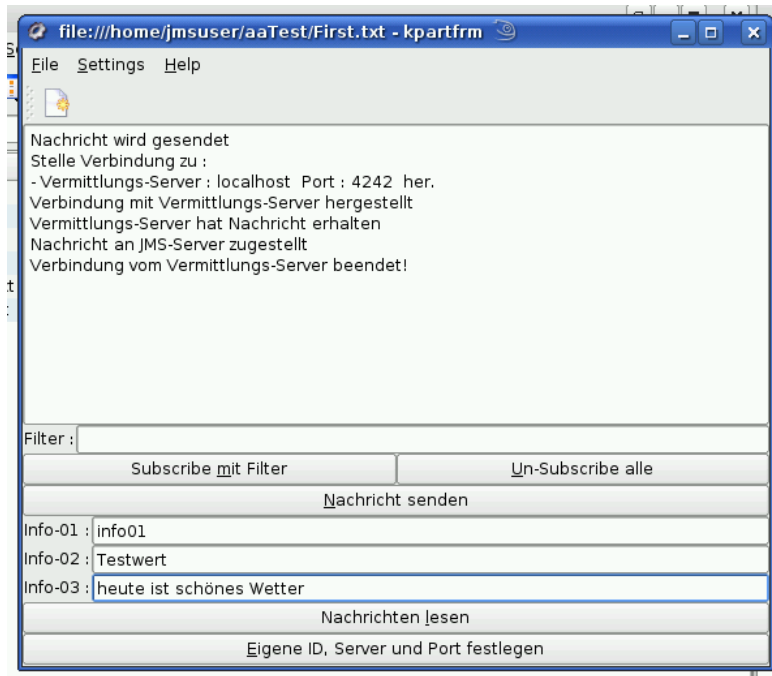 file:///home/jmsuser/aaTest/First.txt - kpartfrm
File Settings Help
Nachricht wird gesendet
Stelle Verbindung zu :
- Vermittlungs-Server : localhost Port : 4242 her.
Verbindung mit Vermittlungs-Server hergestellt
Vermittlungs-Server hat Nachricht erhalten
Nachricht an JMS-Server zugestellt
Verbindung vom Vermittlungs-Server beendet!
Filter :
Subscribe mit Filter Un-Subscribe alle
Nachricht senden
Info-01 : info01
Info-02 : Testwert
Info-03 : heute ist schönes Wetter
Nachrichten lesen
Eigene ID, Server und Port festlegen